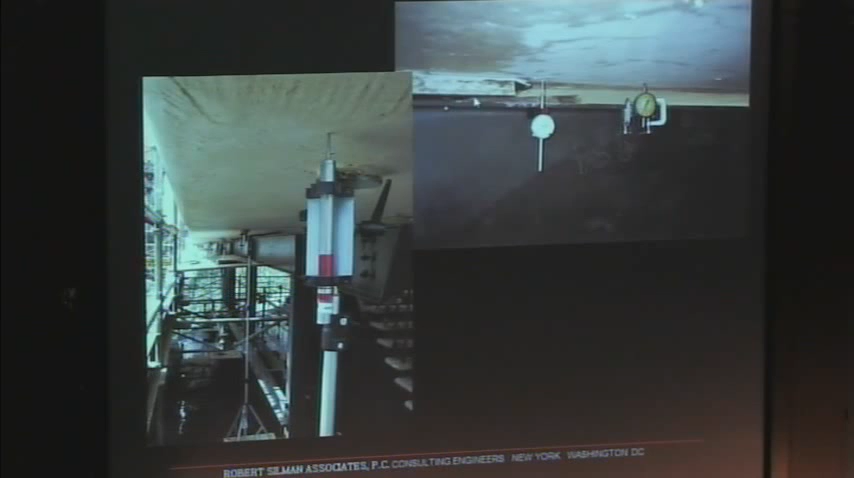 ROBERT SILMAN ASSOCIATES, P.C. CONSULTING ENGINEERS NEW YORK WASHINGTON DC